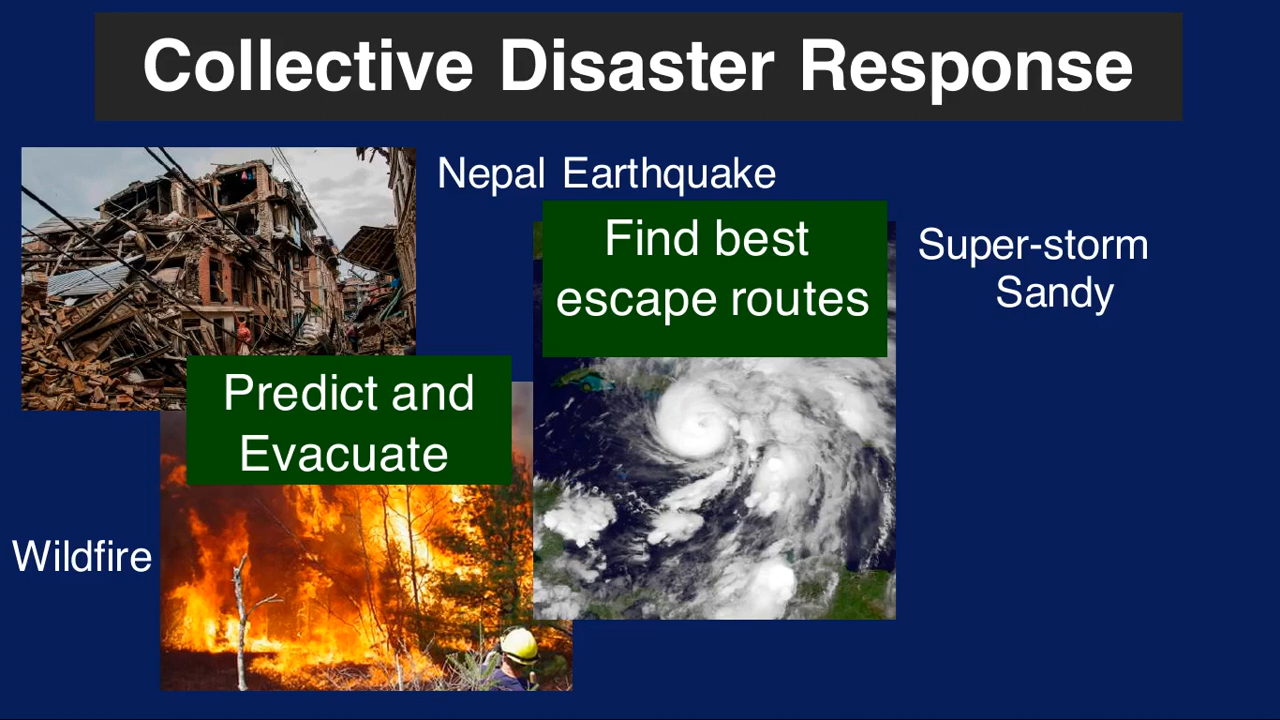 Collective Disaster Response
Nepal Earthquake
Find best
escape routes
Super-storm
Sandy
Predict and
Evacuate
Wildfire